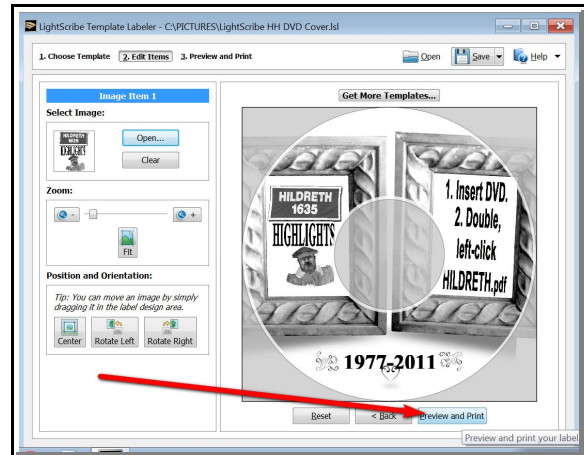 LightScribe Template Labeler - C:\PICTURES\LightScribe HH DVD Cover.lsl
1. Choose Template 2. Edit Items 3. Preview and Print Open Save Help
Image Item 1
Select Image:
HILDRETH
1635
HIGHLIGHTS
Open...
Clear
Zoom:
- +
Fit
Position and Orientation:
Tip: You can move an image by simply
dragging it in the label design area.
Center Rotate Left Rotate Right
Get More Templates...
HILDRETH
1635
HIGHLIGHTS
1. Insert DVD.
2. Double,
left-click
HILDRETH.pdf
1977-2011
Reset < Back Preview and Print
Preview and print your label